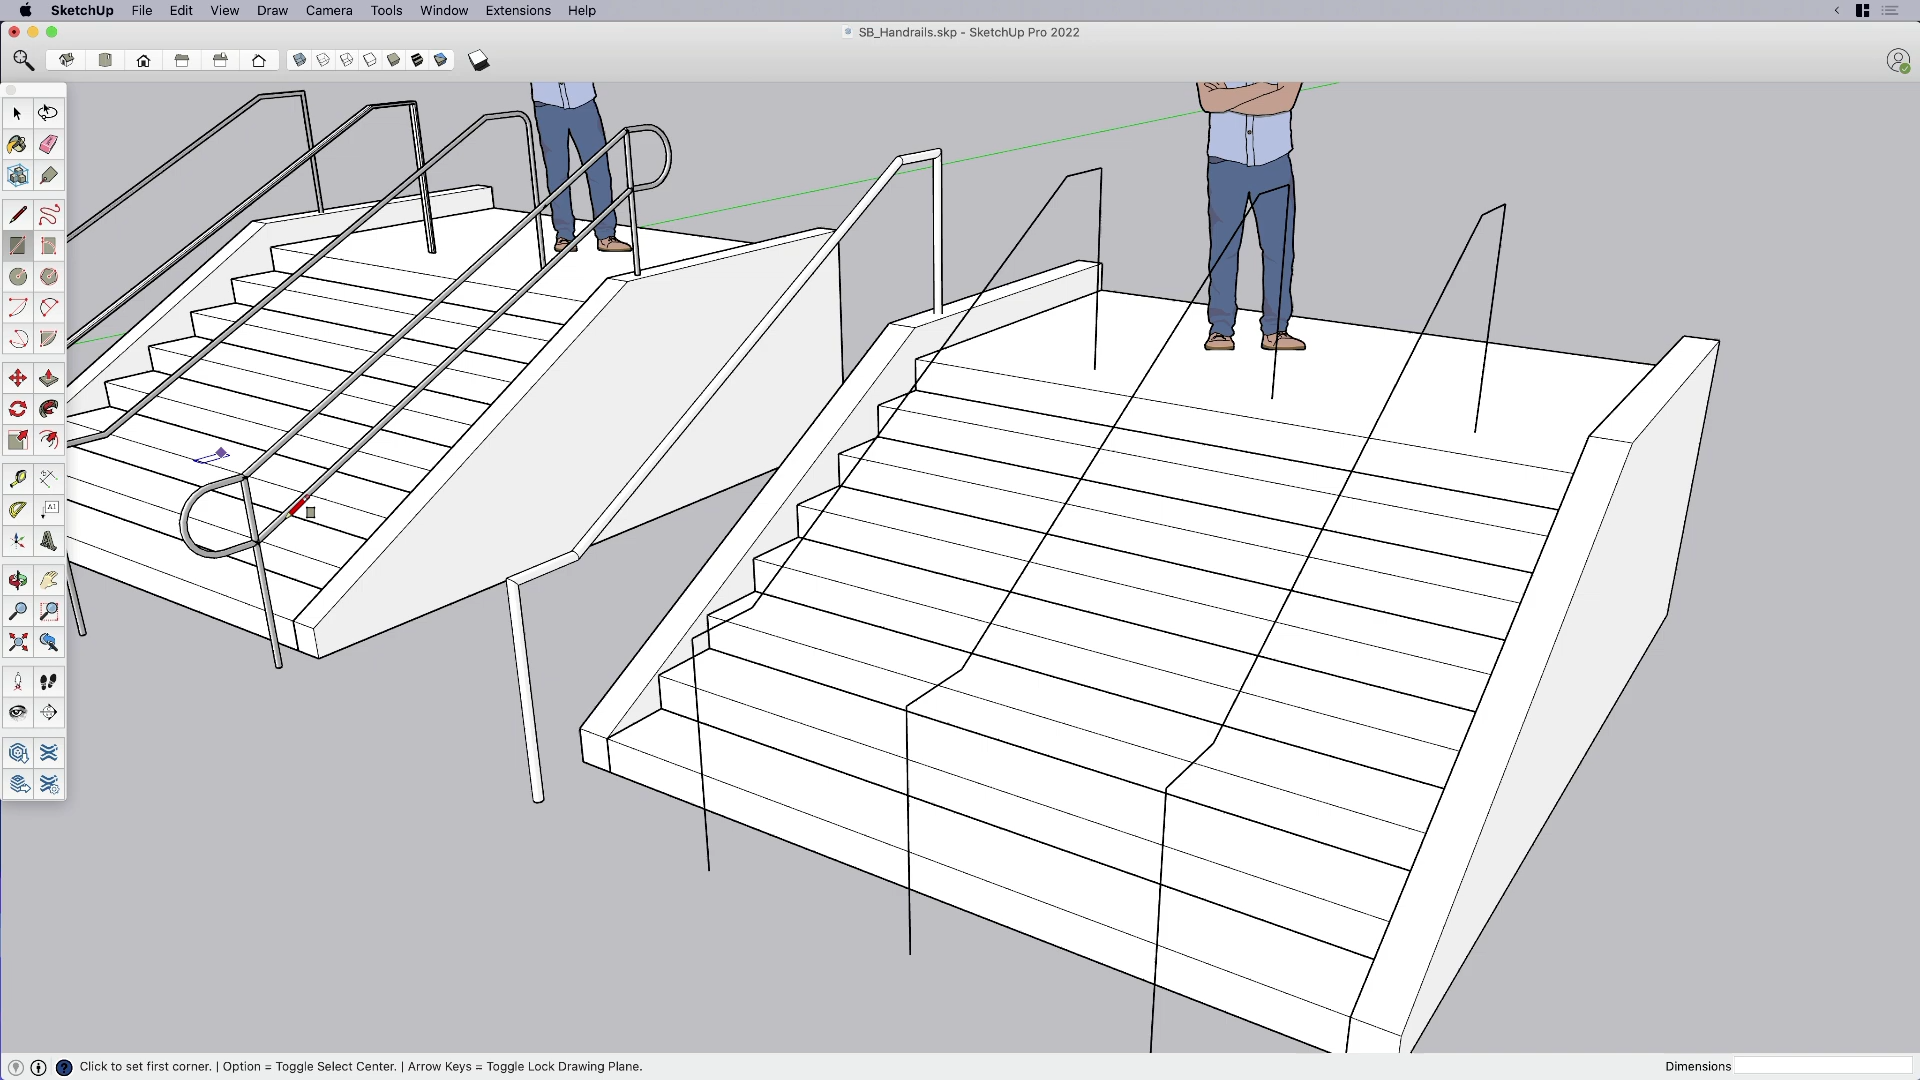 SketchUp File Edit View Draw Camera Tools Window Extensions Help
SB_Handrails.skp - SketchUp Pro 2022
A1
Click to set first corner. | Option = Toggle Select Center. | Arrow Keys = Toggle Lock Drawing Plane.
Dimensions